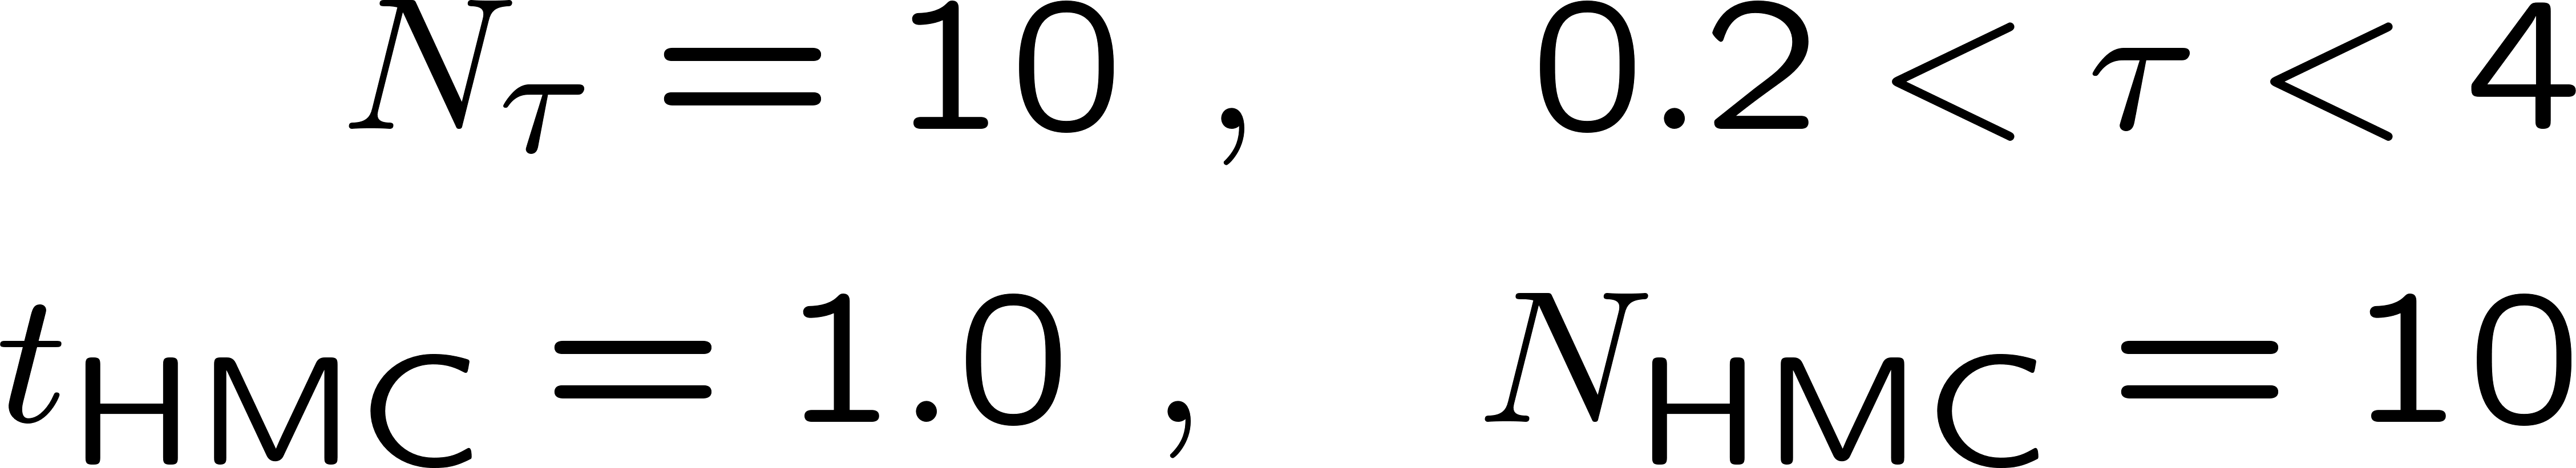 N_τ = 10 , 0.2 < τ < 4
t_HMC = 1.0 , N_HMC = 10